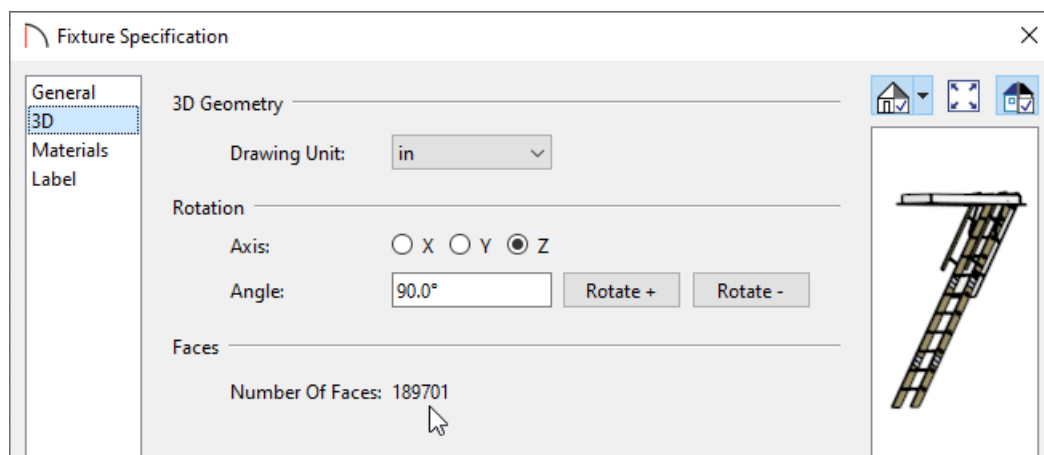 Fixture Specification
General
3D
Materials
Label
3D Geometry
Drawing Unit: in
Rotation
Axis: X Y Z
Angle: 90.0° Rotate + Rotate -
Faces
Number Of Faces: 189701